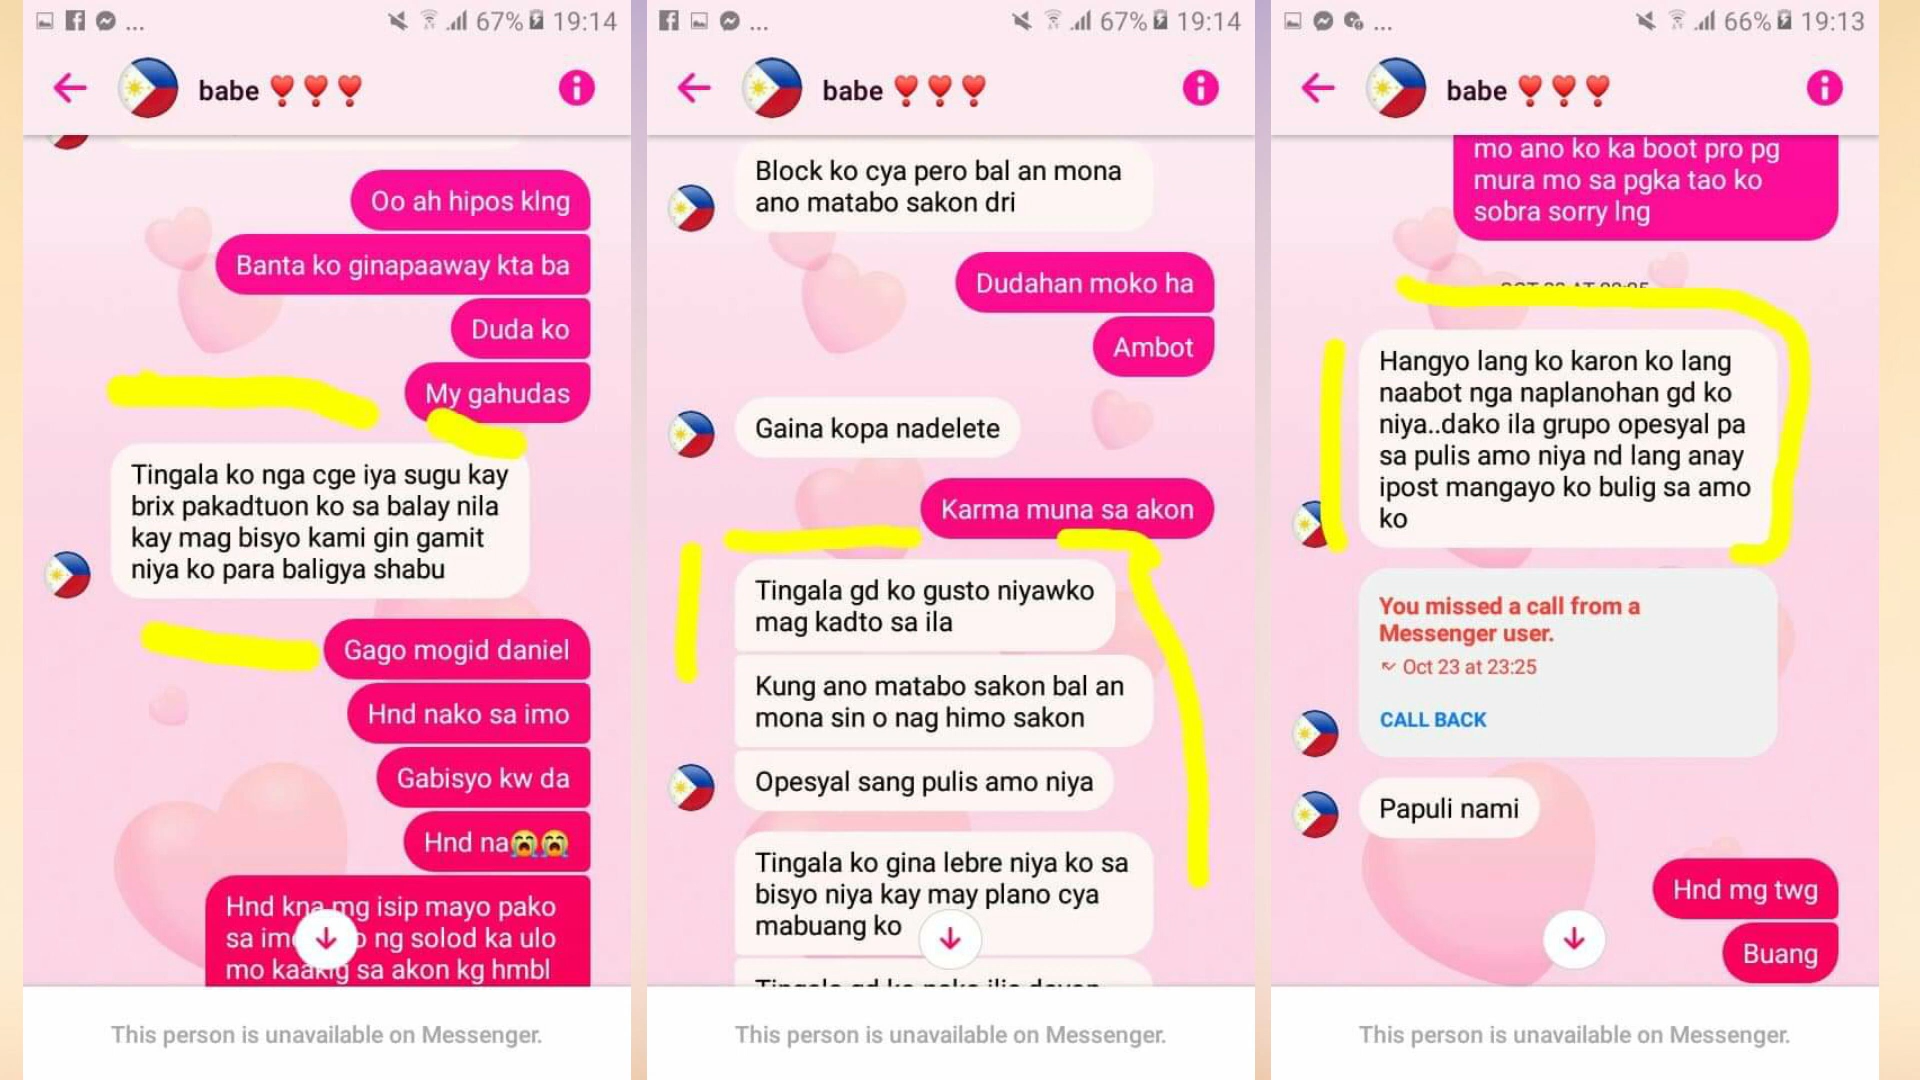 67% 19:14
babe
Oo ah hipos klng
Banta ko ginapaaway kta ba
Duda ko
My gahudas
Tingala ko nga cge iya sugu kay
brix pakadtuon ko sa balay nila
kay mag bisyo kami gin gamit
niya ko para baligya shabu
Gago mogid daniel
Hnd nako sa imo
Gabisyo kw da
Hnd na
Hnd kna mg isip mayo pako
sa ng solod ka ulo
mo kaakig sa akon kg hmbl
This person is unavailable on Messenger.
67% 19:14
babe
Block ko cya pero bal an mona
ano matabo sakon dri
Dudahan moko ha
Ambot
Gaina kopa nadelete
Karma muna sa akon
Tingala gd ko gusto niyawko
mag kadto sa ila
Kung ano matabo sakon bal an
mona sin o nag himo sakon
Opesyal sang pulis amo niya
Tingala ko gina lebre niya ko sa
bisyo niya kay may plano cya
mabuang ko
This person is unavailable on Messenger.
66% 19:13
babe
mo ano ko ka boot pro pg
mura mo sa pgka tao ko
sobra sorry lng
Hangyo lang ko karon ko lang
naabot nga naplanohan gd ko
niya..dako ila grupo opesyal pa
sa pulis amo niya nd lang anay
ipost mangayo ko bulig sa amo
ko
You missed a call from a
Messenger user.
Oct 23 at 23:25
CALL BACK
Papuli nami
Hnd mg twg
Buang
This person is unavailable on Messenger.